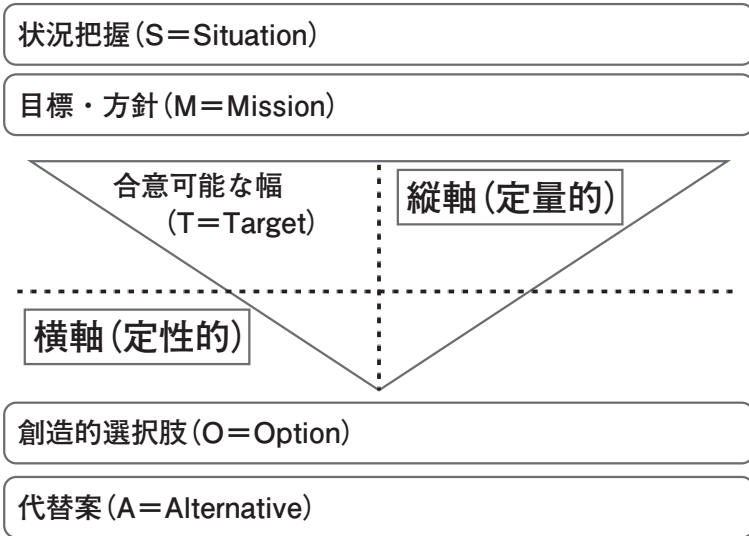 状況把握(S＝Situation)
目標・方針(M＝Mission)
合意可能な幅
(T＝Target)
縦軸(定量的)
横軸(定性的)
創造的選択肢(O＝Option)
代替案(A＝Alternative)